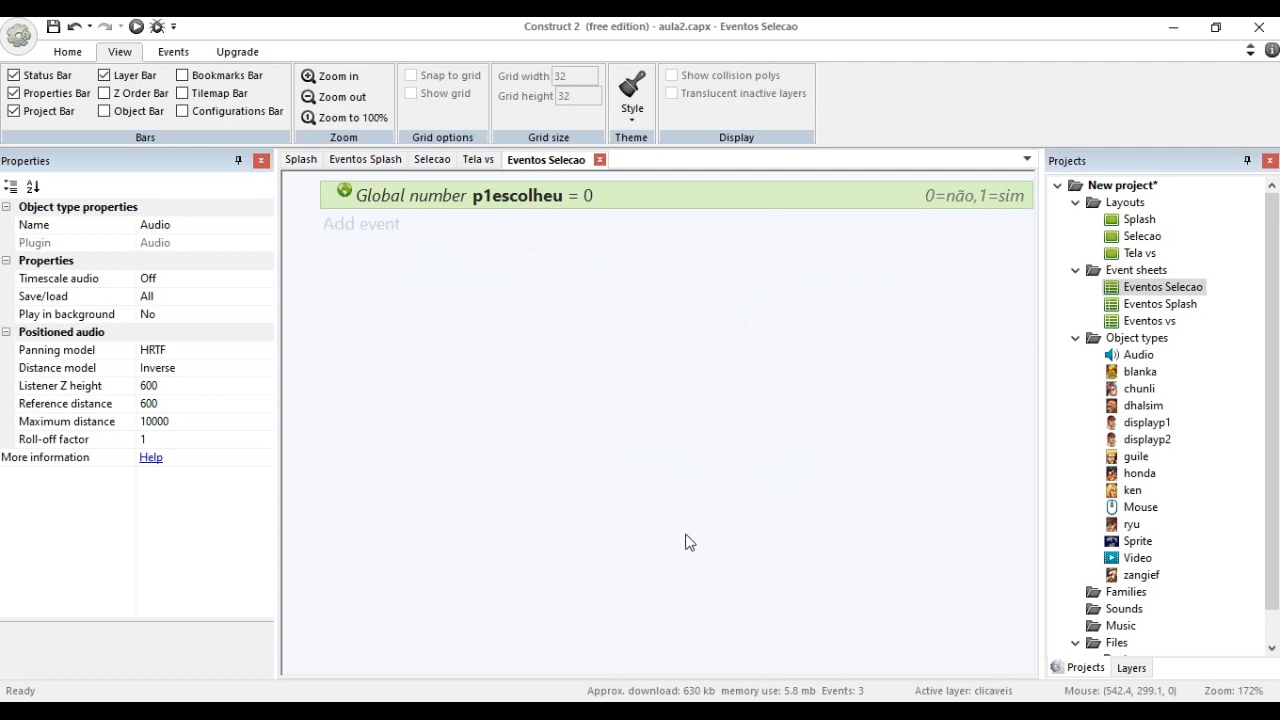 Construct 2 (free edition) - aula2.capx - Eventos Selecao
Home View Events Upgrade
Status Bar Layer Bar Bookmarks Bar
Properties Bar Z Order Bar Tilemap Bar
Project Bar Object Bar Configurations Bar
Bars
Zoom in
Zoom out
Zoom to 100%
Zoom
Snap to grid
Show grid
Grid options
Grid width 32
Grid height 32
Grid size
Style
Theme
Show collision polys
Translucent inactive layers
Display
Properties
Object type properties
Name Audio
Plugin Audio
Properties
Timescale audio Off
Save/load All
Play in background No
Positioned audio
Panning model HRTF
Distance model Inverse
Listener Z height 600
Reference distance 600
Maximum distance 10000
Roll-off factor 1
More information Help
Splash Eventos Splash Selecao Tela vs Eventos Selecao
Global number p1escolheu = 0 0=não,1=sim
Add event
Projects
New project*
Layouts
Splash
Selecao
Tela vs
Event sheets
Eventos Selecao
Eventos Splash
Eventos vs
Object types
Audio
blanka
chunli
dhalsim
displayp1
displayp2
guile
honda
ken
Mouse
ryu
Sprite
Video
zangief
Families
Sounds
Music
Files
Projects Layers
Ready Approx. download: 630 kb memory use: 5.8 mb Events: 3 Active layer: clicaveis Mouse: (542.4, 299.1, 0) Zoom: 172%